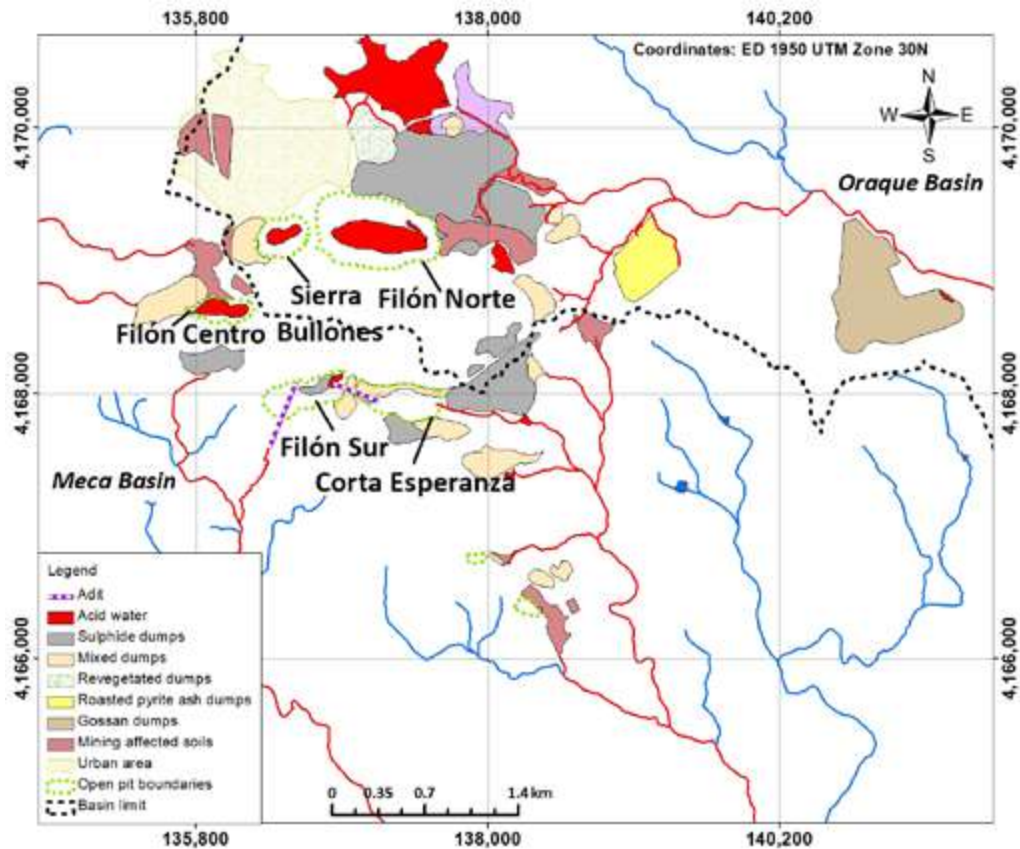 135,800 138,000 140,200
Coordinates: ED 1950 UTM Zone 30N
N
W E
S
4,170,000 4,170,000
Oraque Basin
Sierra
Bullones
Filón Norte
Filón Centro
4,168,000 4,168,000
Filón Sur
Corta Esperanza
Meca Basin
Legend
Adit
Acid water
Sulphide dumps
Mixed dumps
Revegetated dumps
Roasted pyrite ash dumps
Gossan dumps
Mining affected soils
Urban area
Open pit boundaries
Basin limit
4,166,000 4,166,000
0 0.35 0.7 1.4 km
135,800 138,000 140,200